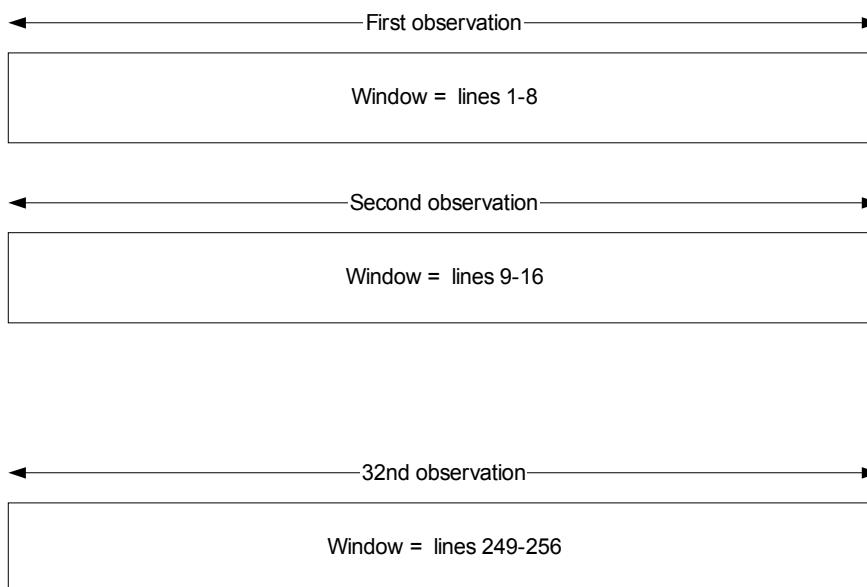 First observation
Window = lines 1-8
Second observation
Window = lines 9-16
32nd observation
Window = lines 249-256